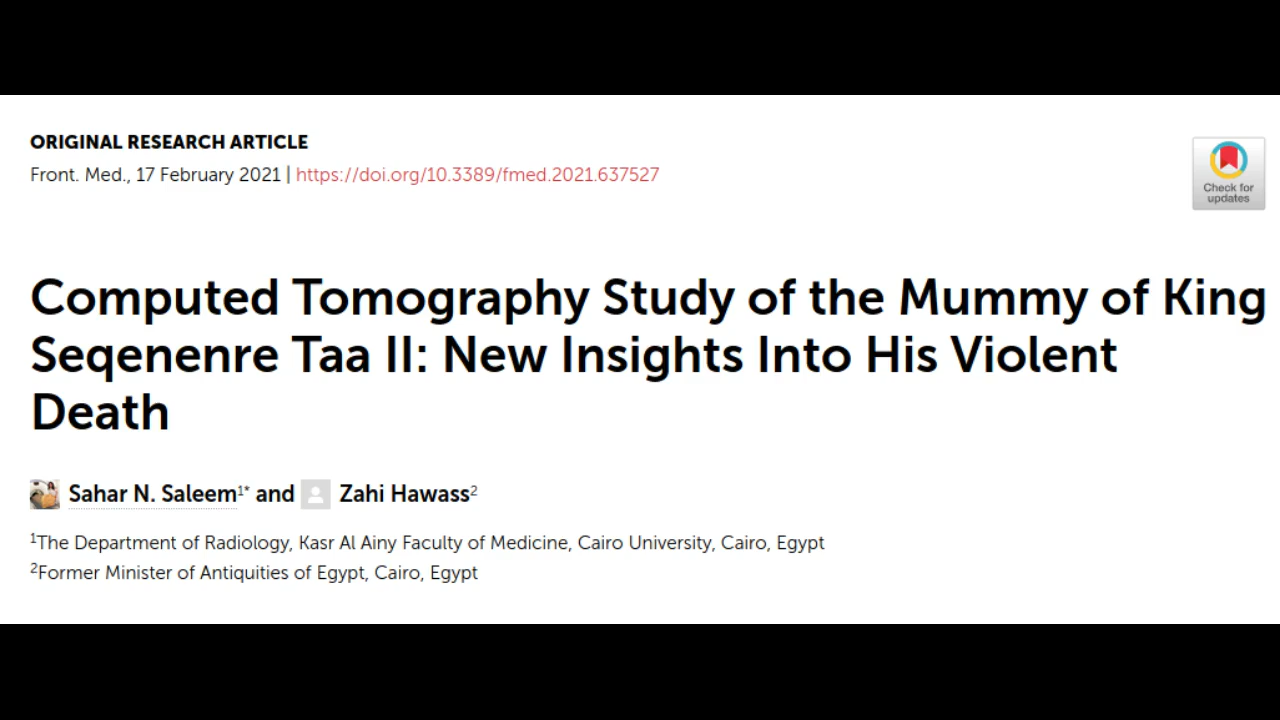 ORIGINAL RESEARCH ARTICLE
Front. Med., 17 February 2021 | https://doi.org/10.3389/fmed.2021.637527
Check for
updates
Computed Tomography Study of the Mummy of King
Seqenenre Taa II: New Insights Into His Violent
Death
Sahar N. Saleem1* and Zahi Hawass2
1The Department of Radiology, Kasr Al Ainy Faculty of Medicine, Cairo University, Cairo, Egypt
2Former Minister of Antiquities of Egypt, Cairo, Egypt